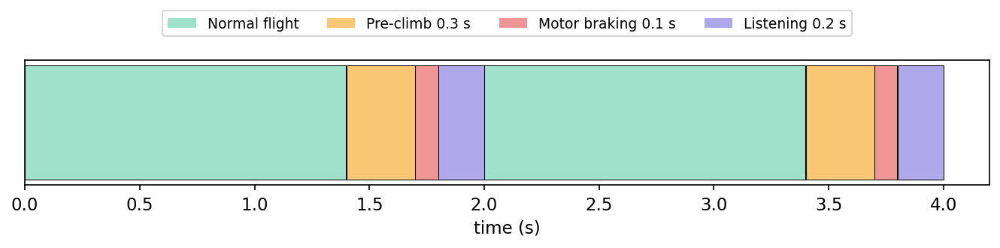 Normal flight Pre-climb 0.3 s Motor braking 0.1 s Listening 0.2 s
0.0 0.5 1.0 1.5 2.0 2.5 3.0 3.5 4.0
time (s)